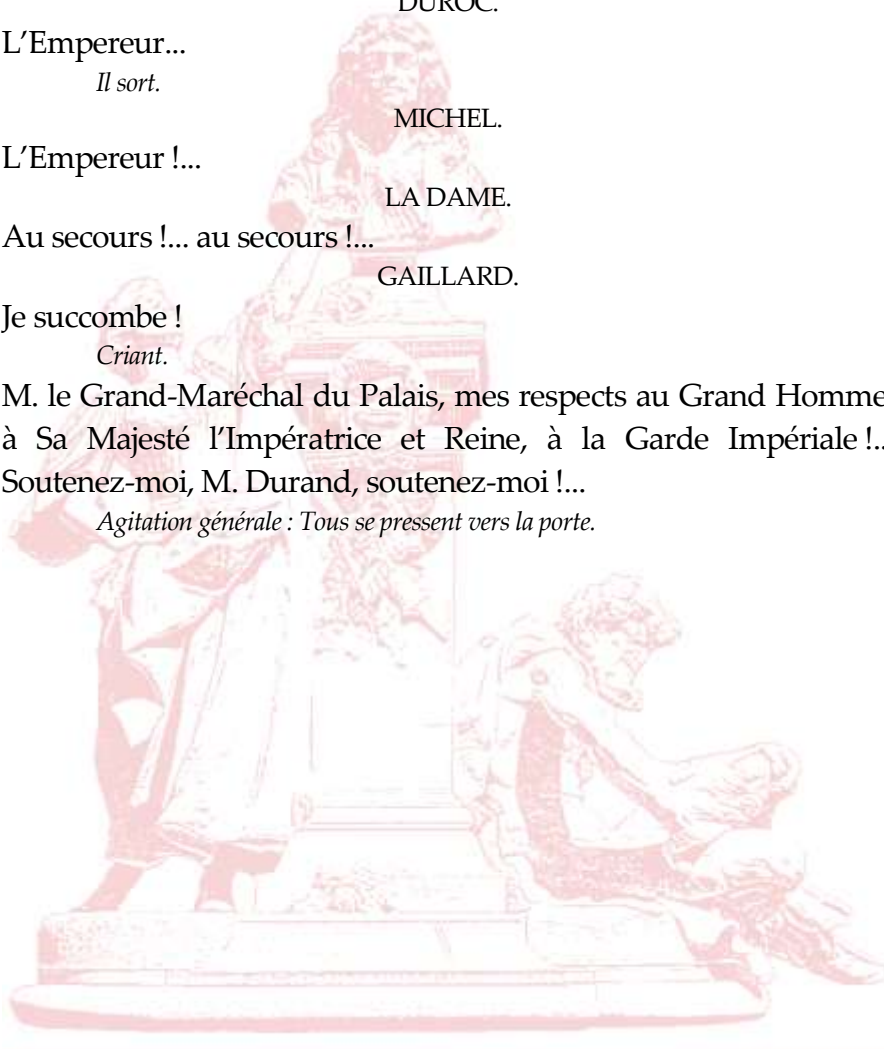 DUROC.
L’Empereur...
Il sort.
MICHEL.
L’Empereur !...
LA DAME.
Au secours !... au secours !...
GAILLARD.
Je succombe !
Criant.
M. le Grand-Maréchal du Palais, mes respects au Grand Homme
à Sa Majesté l’Impératrice et Reine, à la Garde Impériale !..
Soutenez-moi, M. Durand, soutenez-moi !...
Agitation générale : Tous se pressent vers la porte.